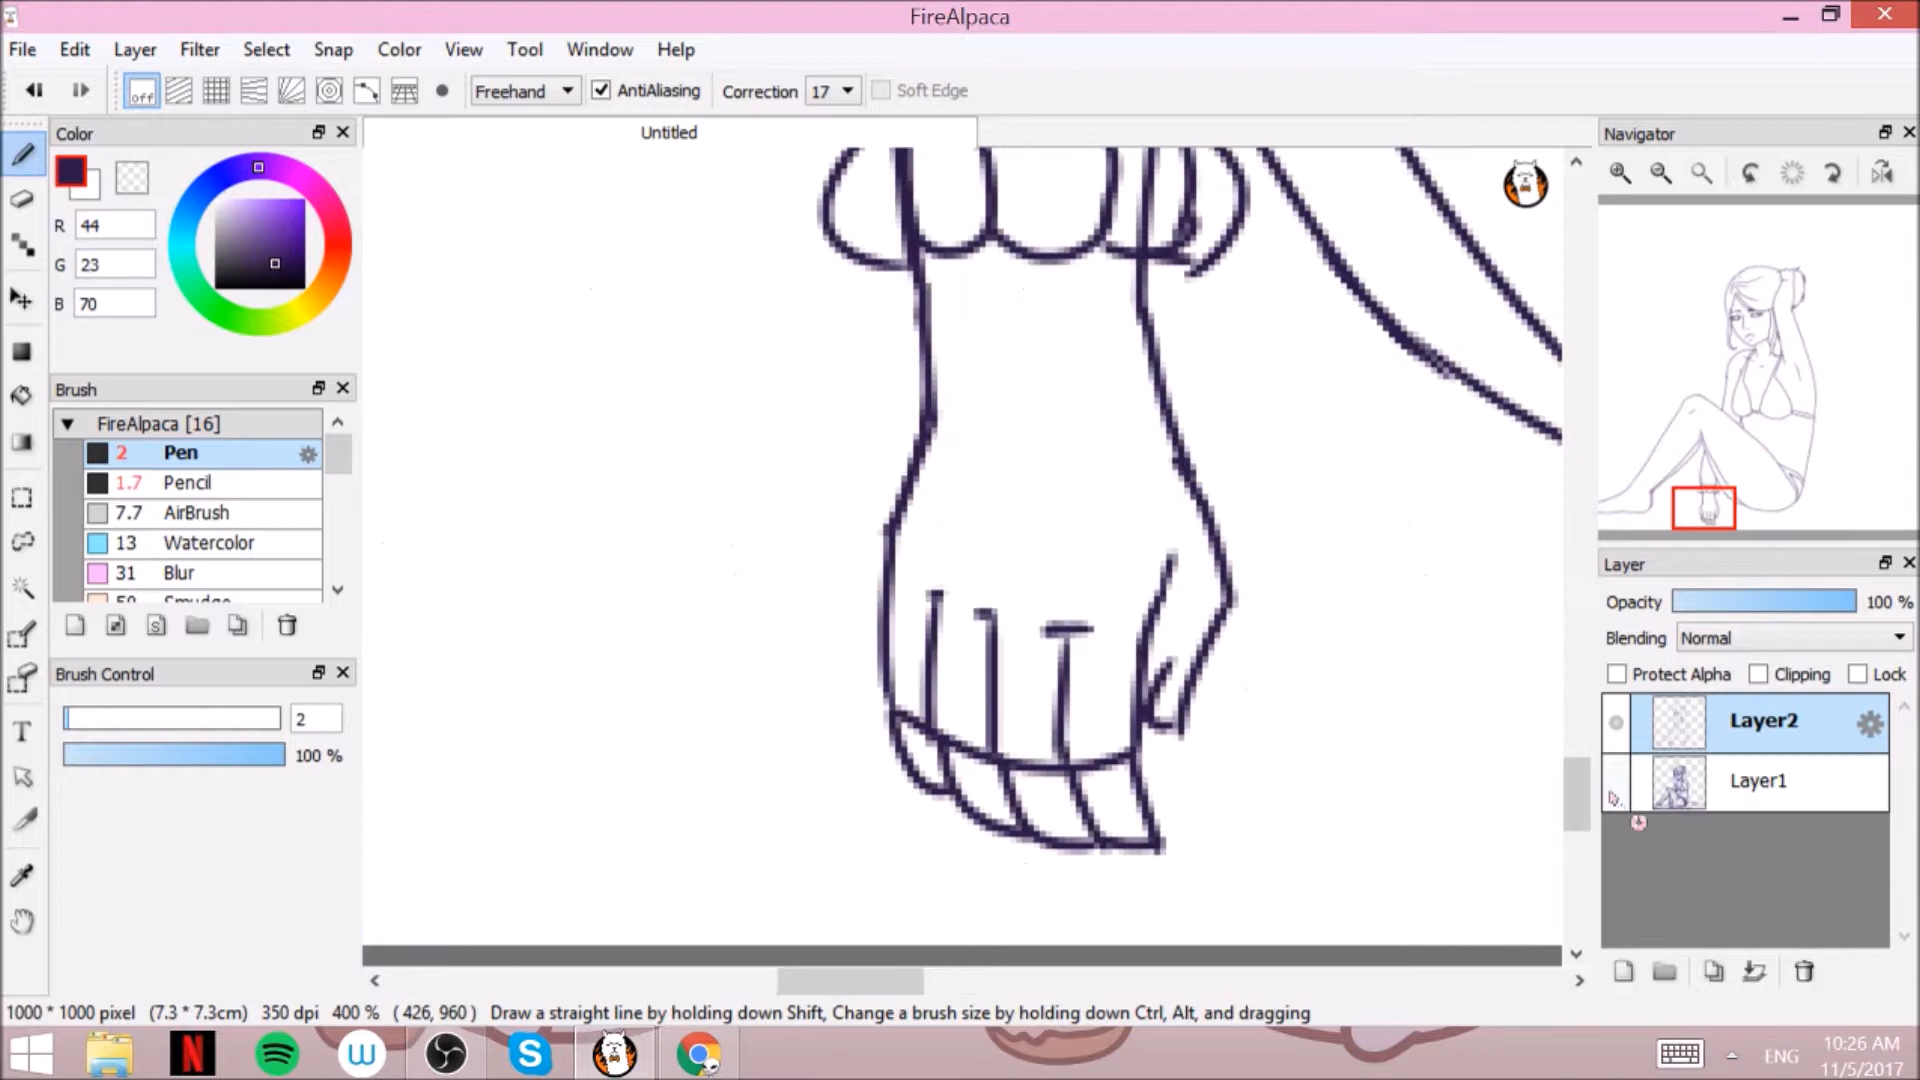 FireAlpaca
File Edit Layer Filter Select Snap Color View Tool Window Help
off Freehand AntiAliasing Correction 17 Soft Edge
Untitled
Color
R 44
G 23
B 70
Brush
FireAlpaca [16]
2 Pen
1.7 Pencil
7.7 AirBrush
13 Watercolor
31 Blur
50 Smudge
S
Brush Control
2
100 %
T
Navigator
Layer
Opacity 100 %
Blending Normal
Protect Alpha Clipping Lock
Layer2
Layer1
1000 * 1000 pixel (7.3 * 7.3cm) 350 dpi 400 % ( 426, 960 ) Draw a straight line by holding down Shift, Change a brush size by holding down Ctrl, Alt, and dragging
N W S ENG 10:26 AM
11/5/2017